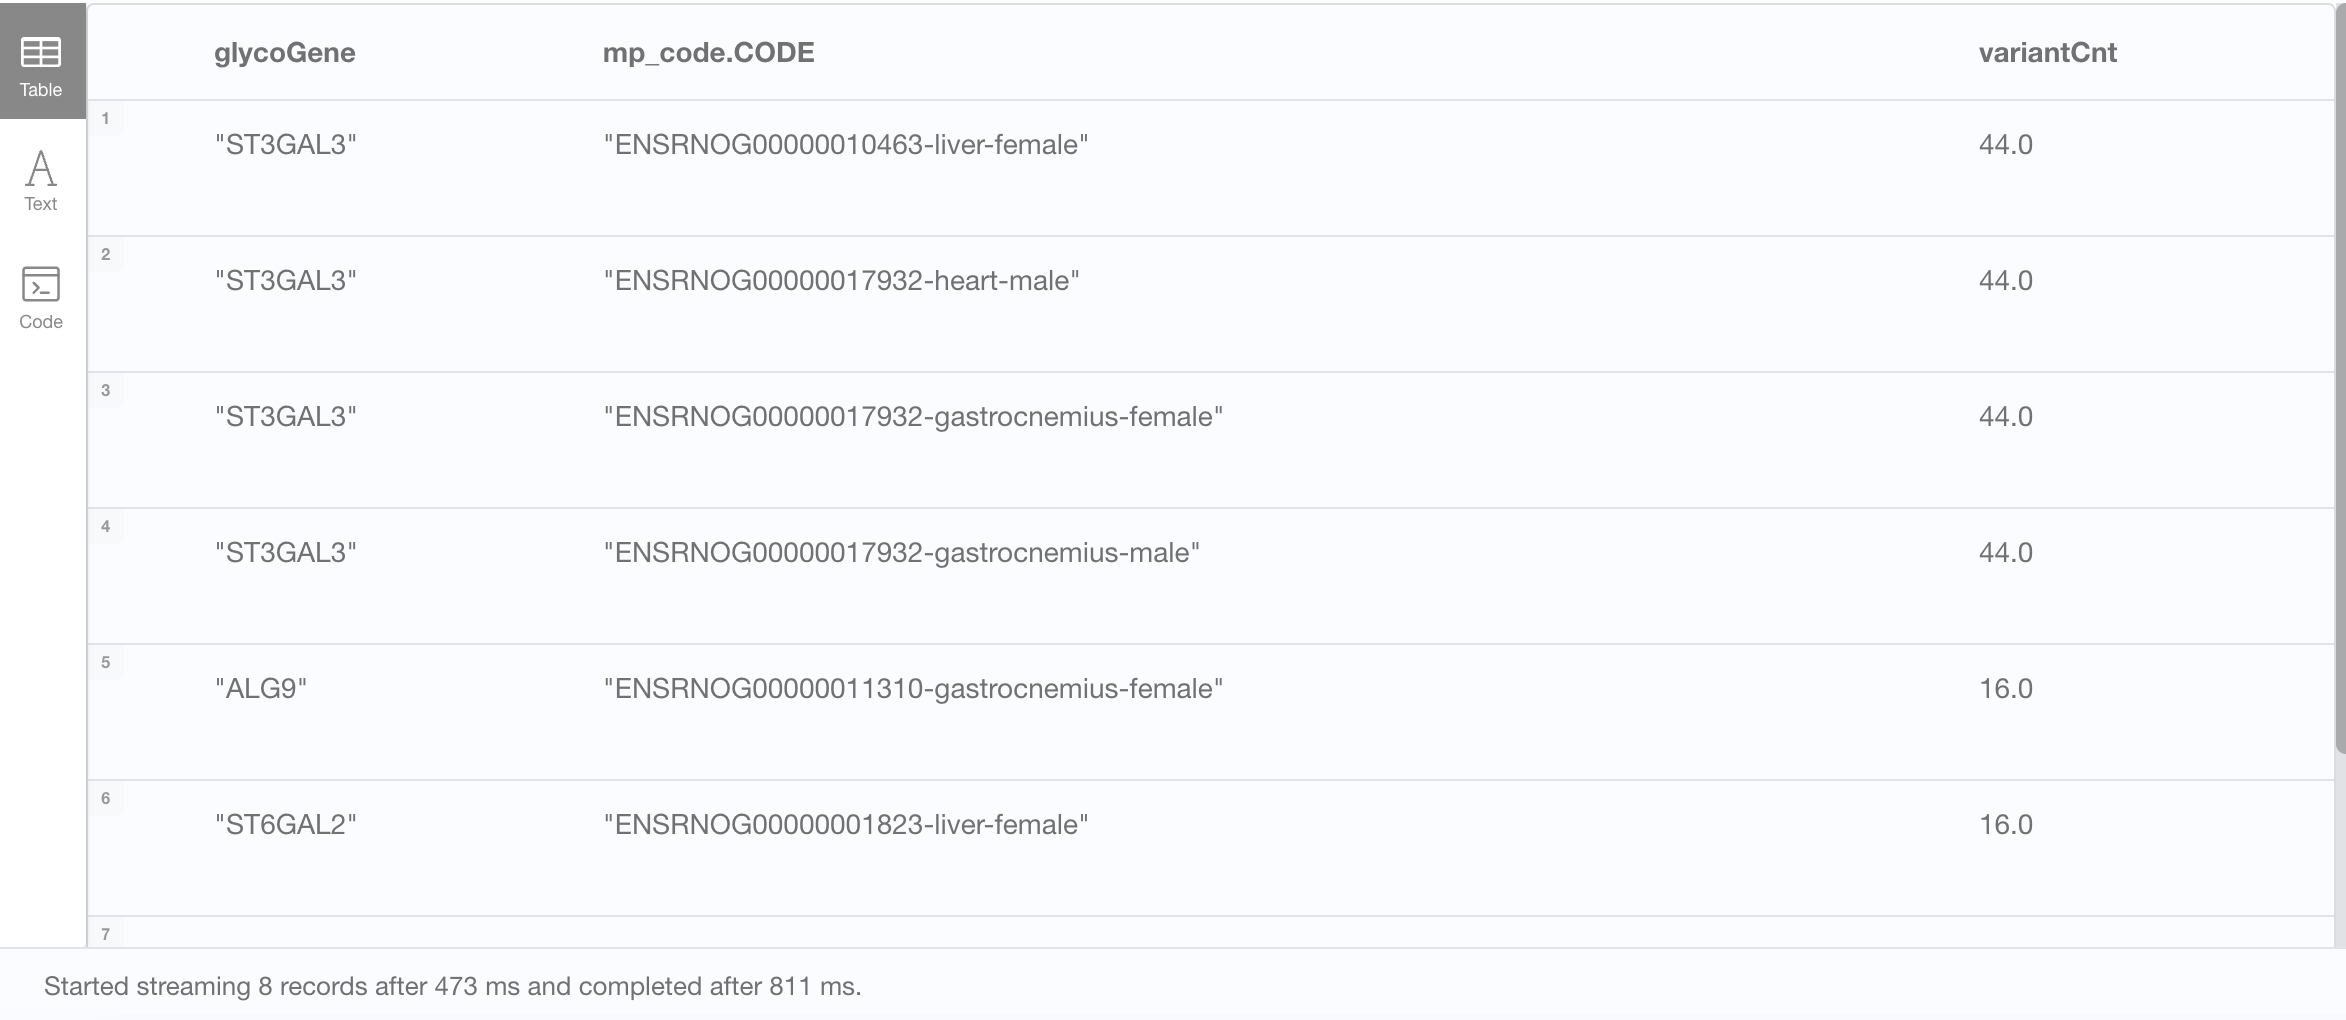 Table
Text
Code
glycoGene mp_code.CODE variantCnt
1
"ST3GAL3" "ENSRNOG00000010463-liver-female" 44.0
2
"ST3GAL3" "ENSRNOG00000017932-heart-male" 44.0
3
"ST3GAL3" "ENSRNOG00000017932-gastrocnemius-female" 44.0
4
"ST3GAL3" "ENSRNOG00000017932-gastrocnemius-male" 44.0
5
"ALG9" "ENSRNOG00000011310-gastrocnemius-female" 16.0
6
"ST6GAL2" "ENSRNOG00000001823-liver-female" 16.0
7
Started streaming 8 records after 473 ms and completed after 811 ms.